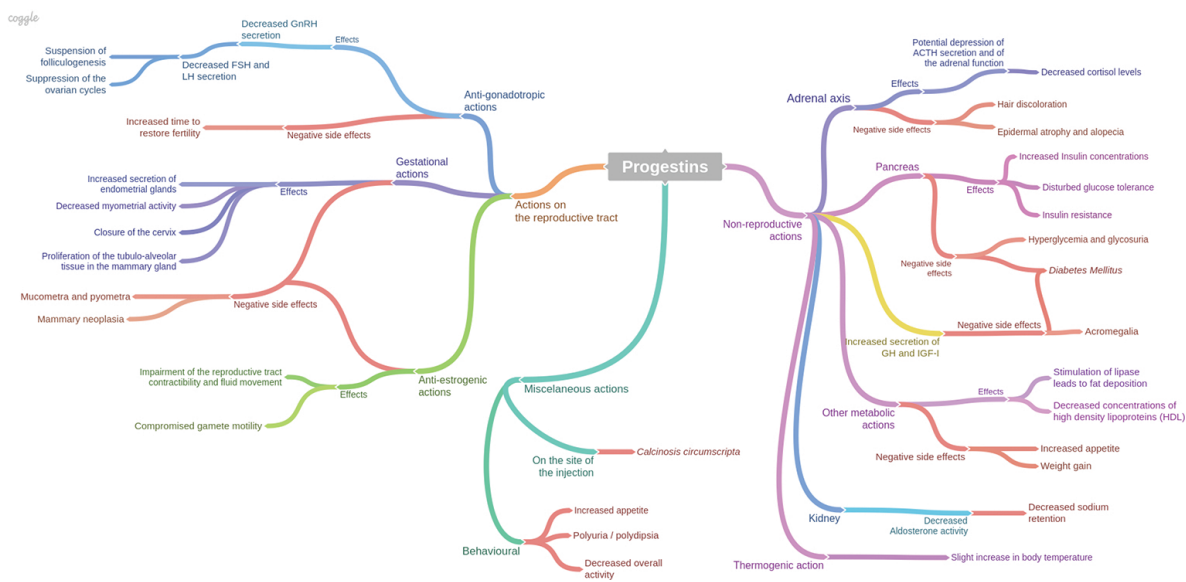 coggle
Progestins
Actions on
the reproductive tract
Anti-gonadotropic
actions
Effects
Decreased GnRH
secretion
Decreased FSH and
LH secretion
Suspension of
folliculogenesis
Suppression of the
ovarian cycles
Negative side effects
Increased time to
restore fertility
Gestational
actions
Effects
Increased secretion of
endometrial glands
Decreased myometrial activity
Closure of the cervix
Proliferation of the tubulo-alveolar
tissue in the mammary gland
Negative side effects
Mucometra and pyometra
Mammary neoplasia
Anti-estrogenic
actions
Effects
Impairment of the reproductive tract
contractibility and fluid movement
Compromised gamete motility
Miscelaneous actions
On the site of
the injection
Calcinosis circumscripta
Behavioural
Increased appetite
Polyuria / polydipsia
Decreased overall
activity
Non-reproductive
actions
Adrenal axis
Effects
Potential depression of
ACTH secretion and of
the adrenal function
Decreased cortisol levels
Negative side effects
Hair discoloration
Epidermal atrophy and alopecia
Pancreas
Effects
Increased Insulin concentrations
Disturbed glucose tolerance
Insulin resistance
Negative side
effects
Hyperglycemia and glycosuria
Diabetes Mellitus
Increased secretion of
GH and IGF-I
Negative side effects
Acromegalia
Other metabolic
actions
Effects
Stimulation of lipase
leads to fat deposition
Decreased concentrations of
high density lipoproteins (HDL)
Negative side effects
Increased appetite
Weight gain
Kidney
Decreased
Aldosterone activity
Decreased sodium
retention
Thermogenic action
Slight increase in body temperature